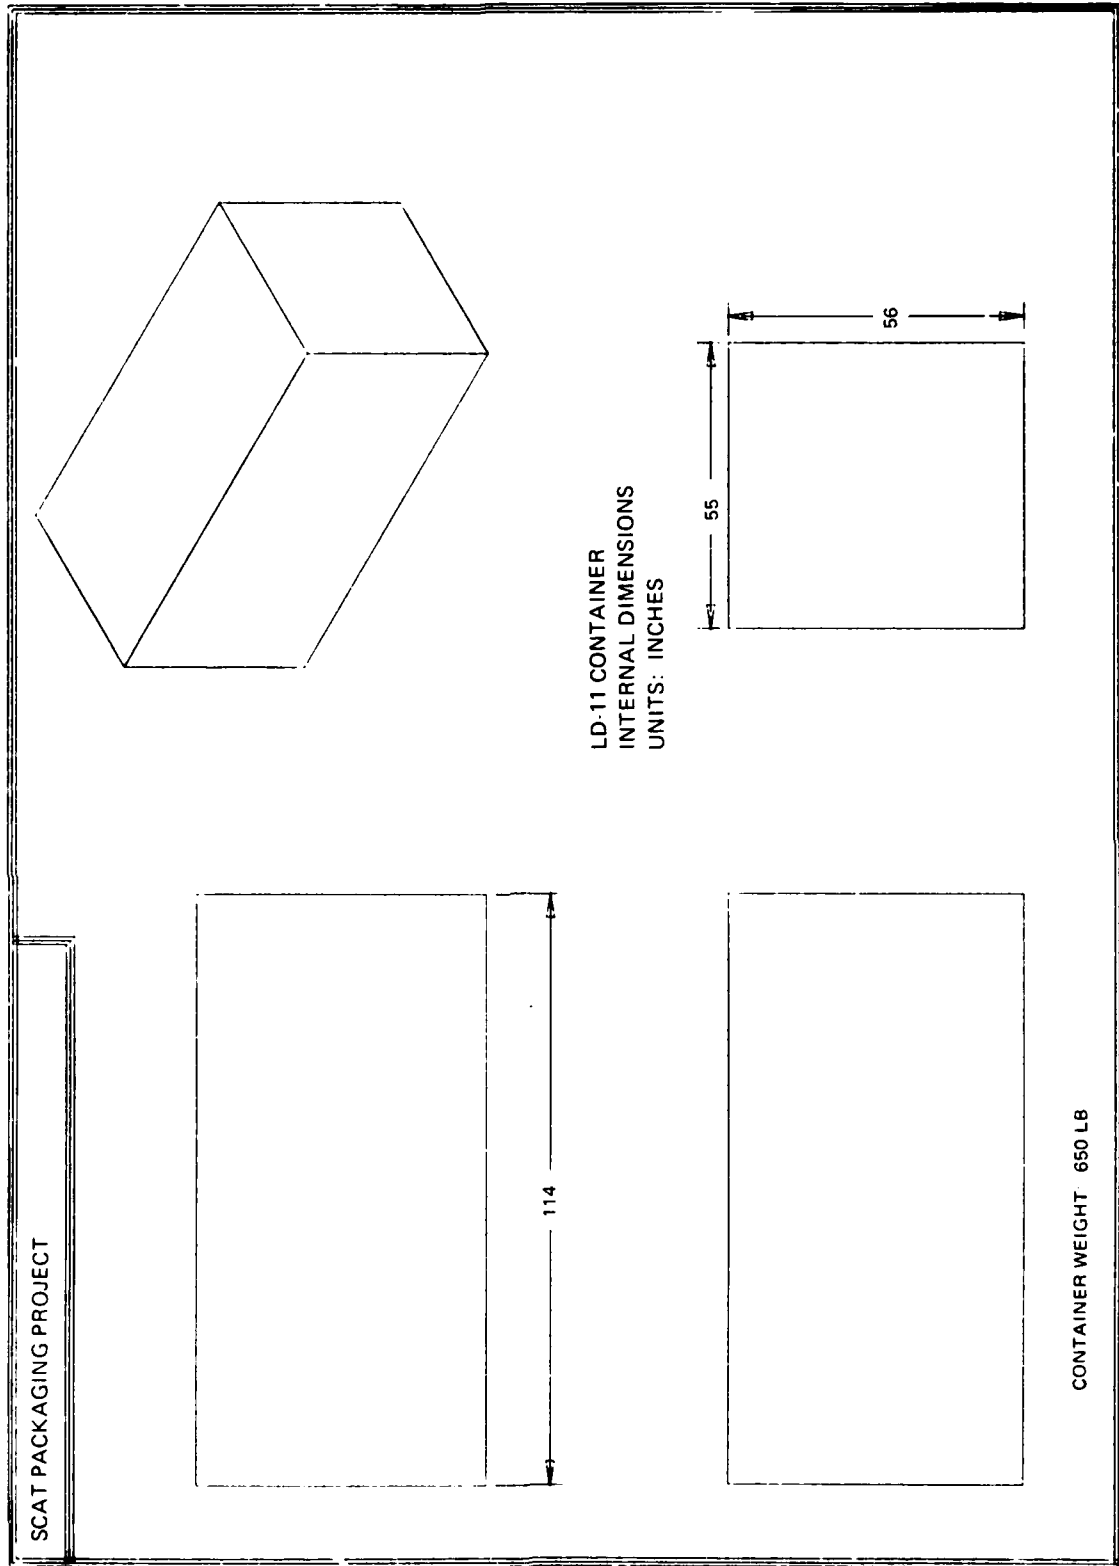 SCAT PACKAGING PROJECT
114
LD-11 CONTAINER
INTERNAL DIMENSIONS
UNITS: INCHES
55
56
CONTAINER WEIGHT 650 LB